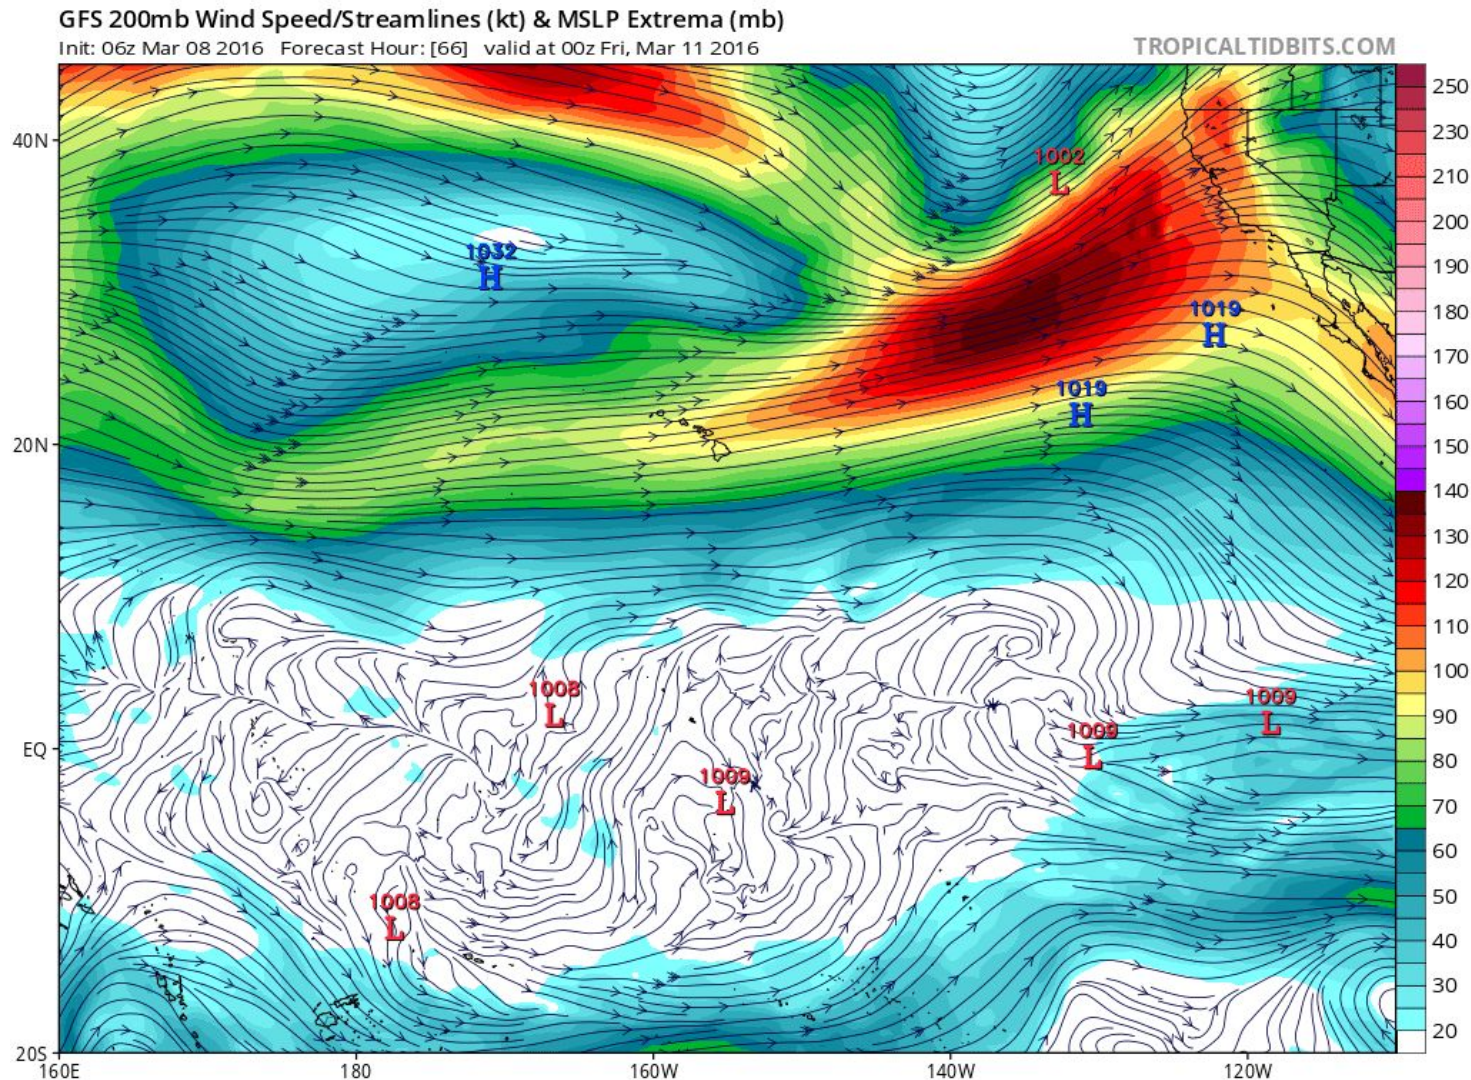 GFS 200mb Wind Speed/Streamlines (kt) & MSLP Extrema (mb)
Init: 06z Mar 08 2016 Forecast Hour: [66] valid at 00z Fri, Mar 11 2016
TROPICALTIDBITS.COM
40N
20N
EQ
20S
160E
180
160W
140W
120W
1002
L
1032
H
1019
H
1019
H
1008
L
1009
L
1009
L
1009
L
1008
L
250
230
210
200
190
180
170
160
150
140
130
120
110
100
90
80
70
60
50
40
30
20